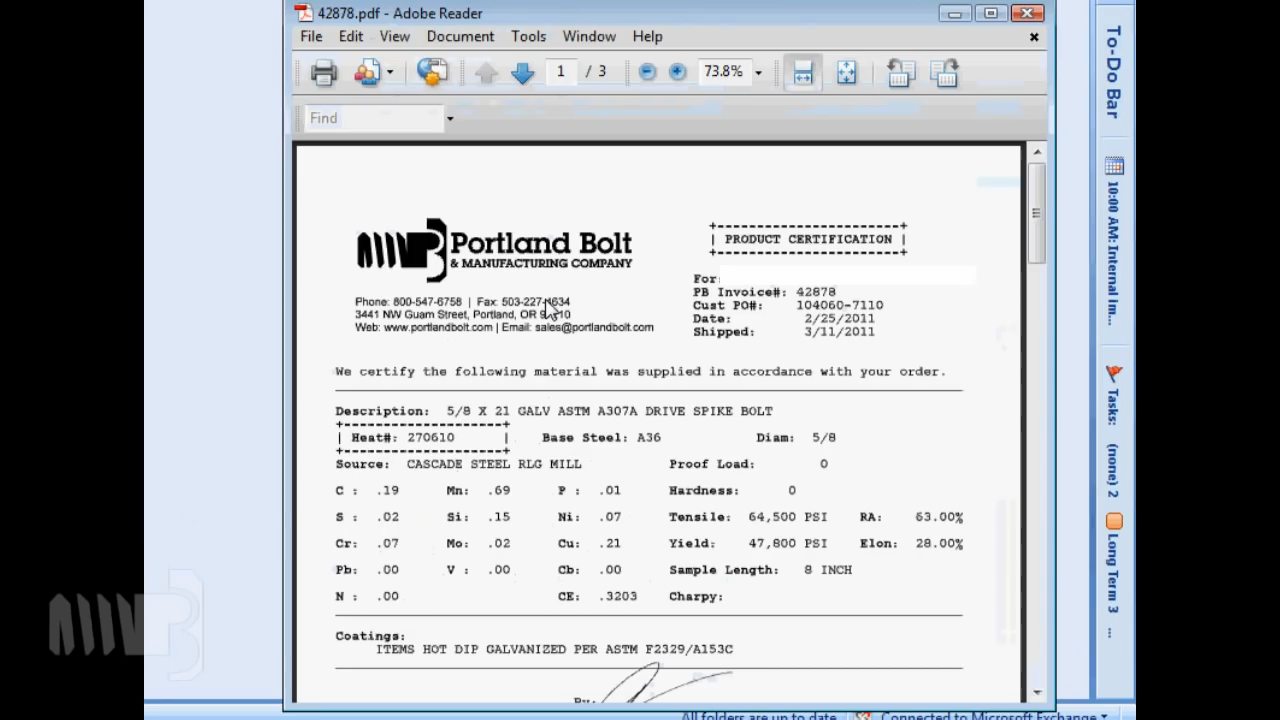 42878.pdf - Adobe Reader
File Edit View Document Tools Window Help
1 / 3 73.8%
Find
Portland Bolt
& MANUFACTURING COMPANY
Phone: 800-547-6758 | Fax: 503-227-4634
3441 NW Guam Street, Portland, OR
Web: www.portlandbolt.com | Email: sales@portlandbolt.com
PRODUCT CERTIFICATION
For:
PB Invoice#: 42878
Cust PO#: 104060-7110
Date: 2/25/2011
Shipped: 3/11/2011
We certify the following material was supplied in accordance with your order.
Description: 5/8 X 21 GALV ASTM A307A DRIVE SPIKE BOLT
Heat#: 270610 Base Steel: A36 Diam: 5/8
Source: CASCADE STEEL RLG MILL Proof Load: 0
C : .19 Mn: .69 P : .01 Hardness: 0
S : .02 Si: .15 Ni: .07 Tensile: 64,500 PSI RA: 63.00%
Cr: .07 Mo: .02 Cu: .21 Yield: 47,800 PSI Elon: 28.00%
Pb: .00 V : .00 Cb: .00 Sample Length: 8 INCH
N : .00 CE: .3203 Charpy:
Coatings:
ITEMS HOT DIP GALVANIZED PER ASTM F2329/A153C
By:
To-Do Bar
10:00 AM: Internal im...
Tasks: (none) 2
Long Term 3 ...
All folders are up to date. Connected to Microsoft Exchange